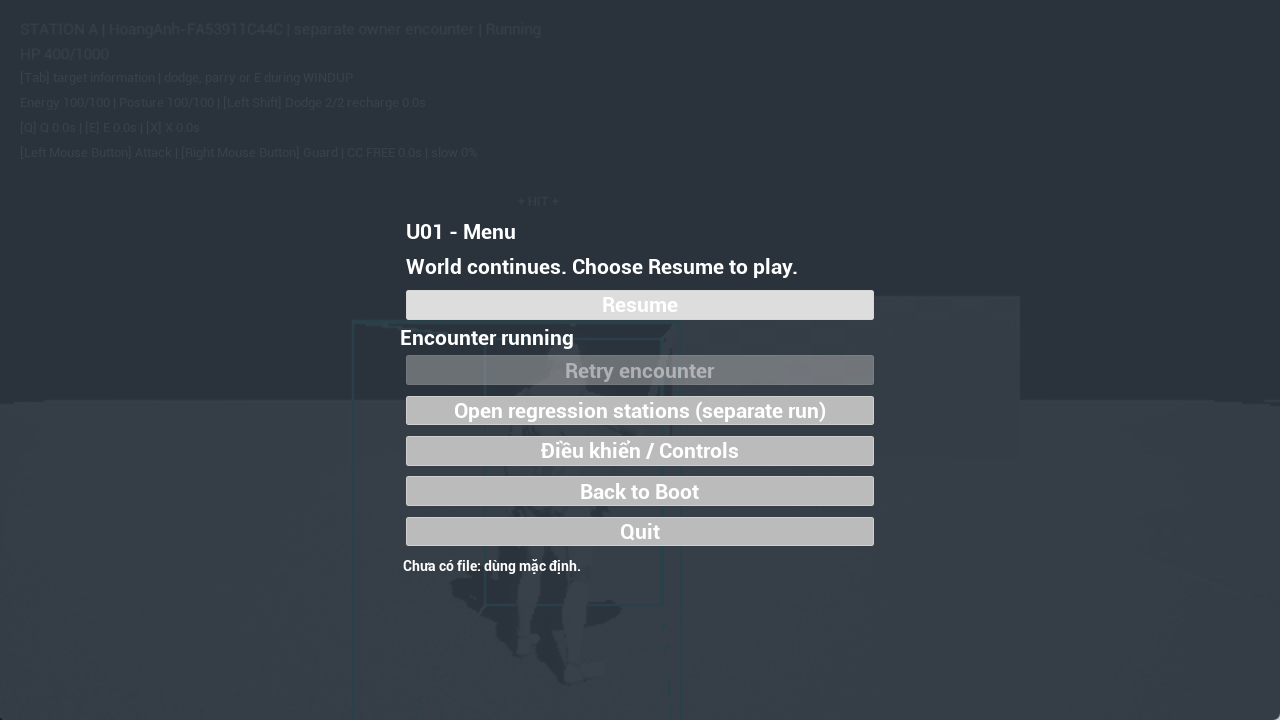 STATION A | HoangAnh-FA53911C44C | separate owner encounter | Running
HP 400/1000
[Tab] target information | dodge, parry or E during WINDUP
Energy 100/100 | Posture 100/100 | [Left Shift] Dodge 2/2 recharge 0.0s
[Q] Q 0.0s | [E] E 0.0s | [X] X 0.0s
[Left Mouse Button] Attack | [Right Mouse Button] Guard | CC FREE 0.0s | slow 0%
+ HIT +
U01 - Menu
World continues. Choose Resume to play.
Resume
Encounter running
Retry encounter
Open regression stations (separate run)
Điều khiển / Controls
Back to Boot
Quit
Chưa có file: dùng mặc định.